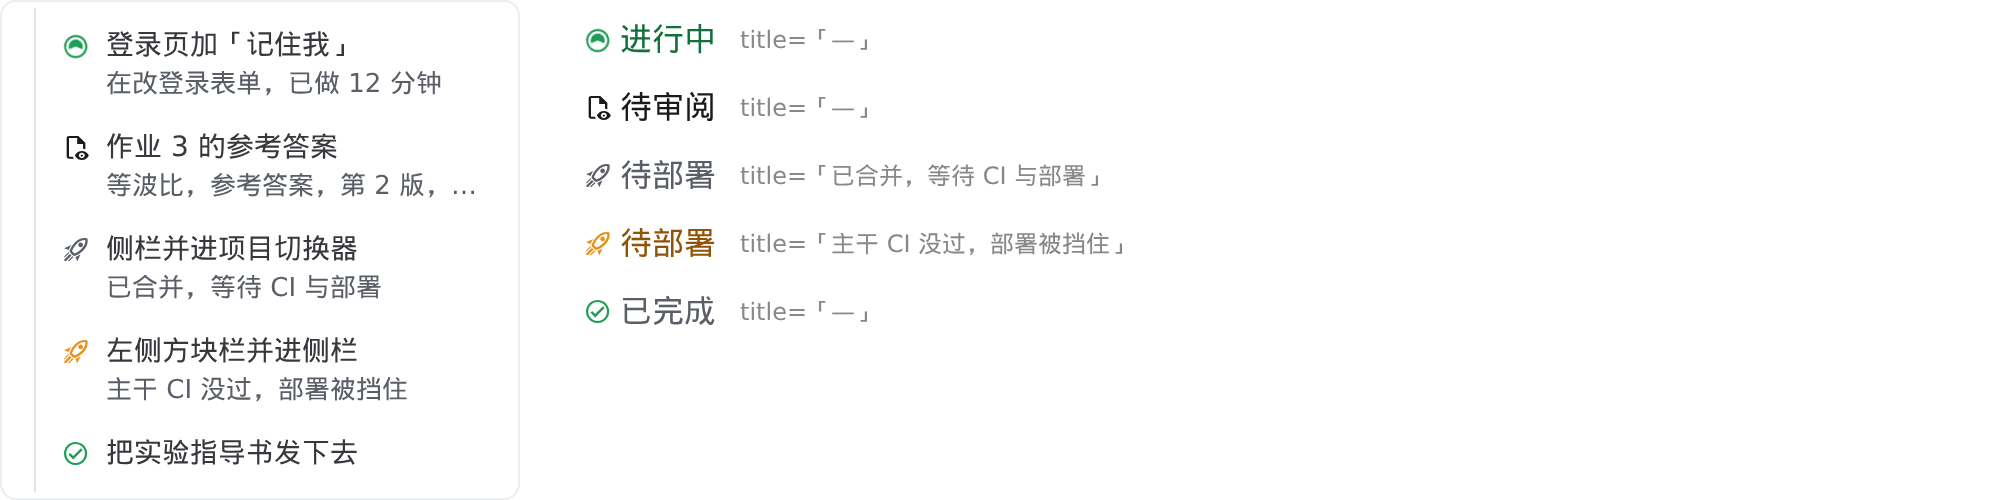 登录页加「记住我」
在改登录表单，已做 12 分钟
作业 3 的参考答案
等波比，参考答案，第 2 版，…
侧栏并进项目切换器
已合并，等待 CI 与部署
左侧方块栏并进侧栏
主干 CI 没过，部署被挡住
把实验指导书发下去
进行中 title=「—」
待审阅 title=「—」
待部署 title=「已合并，等待 CI 与部署」
待部署 title=「主干 CI 没过，部署被挡住」
已完成 title=「—」